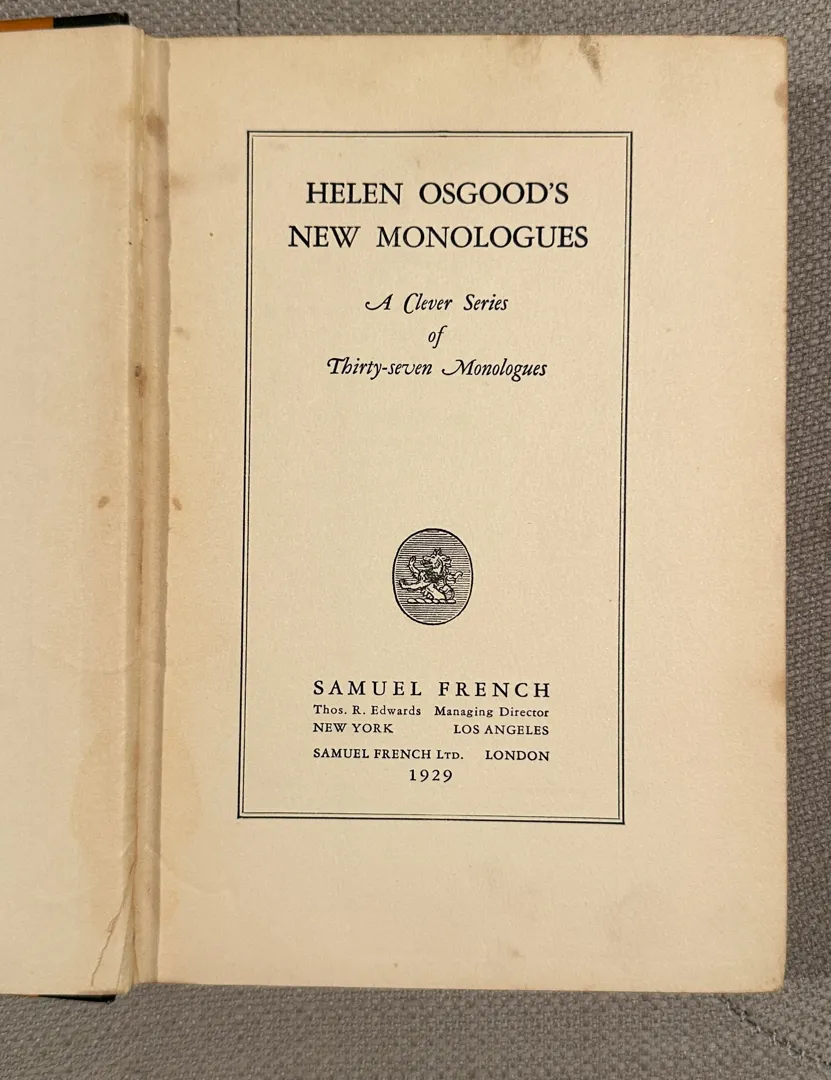 HELEN OSGOOD'S
NEW MONOLOGUES
A Clever Series
of
Thirty-seven Monologues
SAMUEL FRENCH
Thos. R. Edwards Managing Director
NEW YORK LOS ANGELES
SAMUEL FRENCH LTD. LONDON
1929